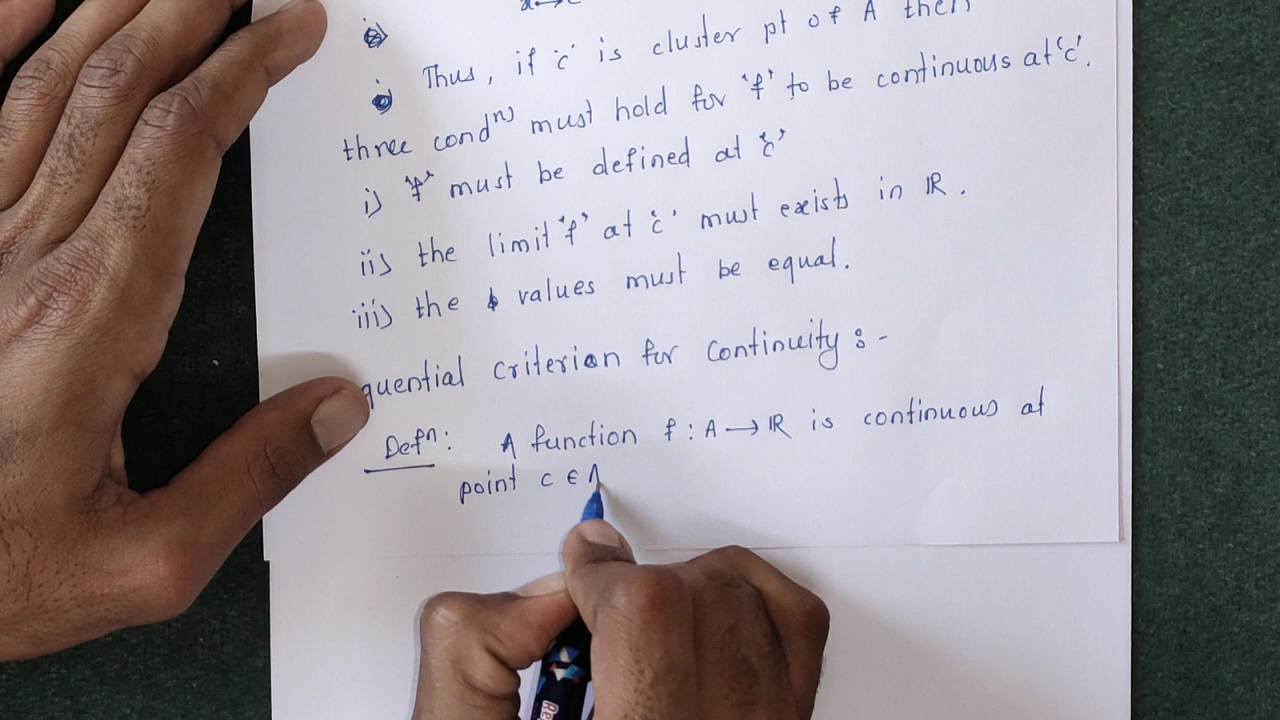 x→c
Thus, if 'c' is cluster pt of A then
three condⁿ⁾ must hold for 'f' to be continuous at 'c'.
i) 'f' must be defined at 'c'
ii) the limit 'f' at 'c' must exists in ℝ.
iii) the values must be equal.
quential criterion for continuity :-
Defⁿ: A function f : A → ℝ is continuous at
point c ∈ A
Re